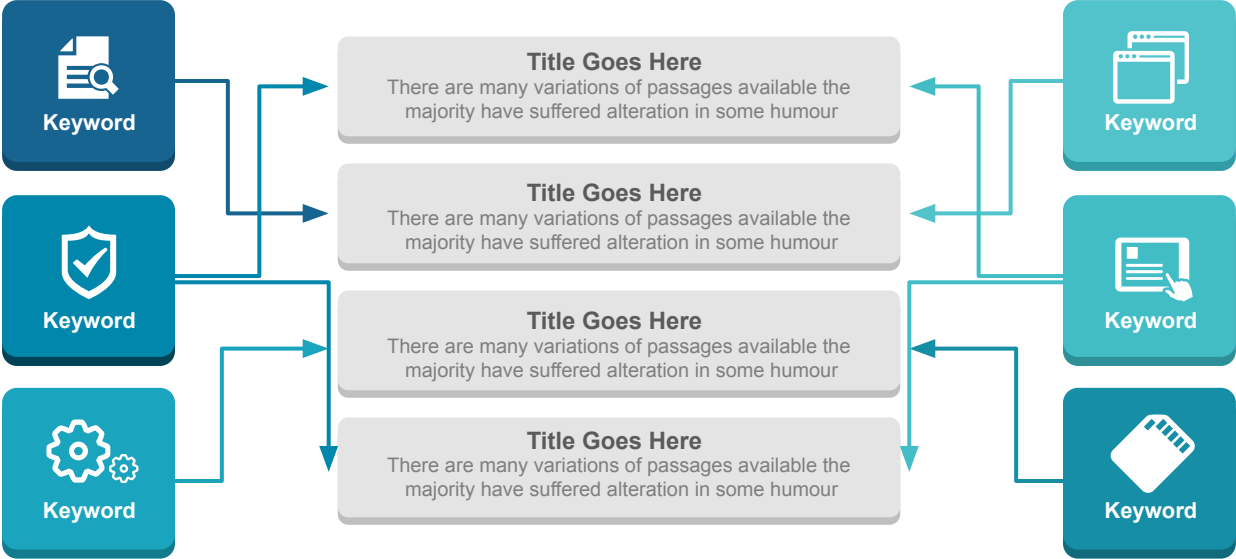 Keyword
Keyword
Keyword
Title Goes Here
There are many variations of passages available the
majority have suffered alteration in some humour
Title Goes Here
There are many variations of passages available the
majority have suffered alteration in some humour
Title Goes Here
There are many variations of passages available the
majority have suffered alteration in some humour
Title Goes Here
There are many variations of passages available the
majority have suffered alteration in some humour
Keyword
Keyword
Keyword